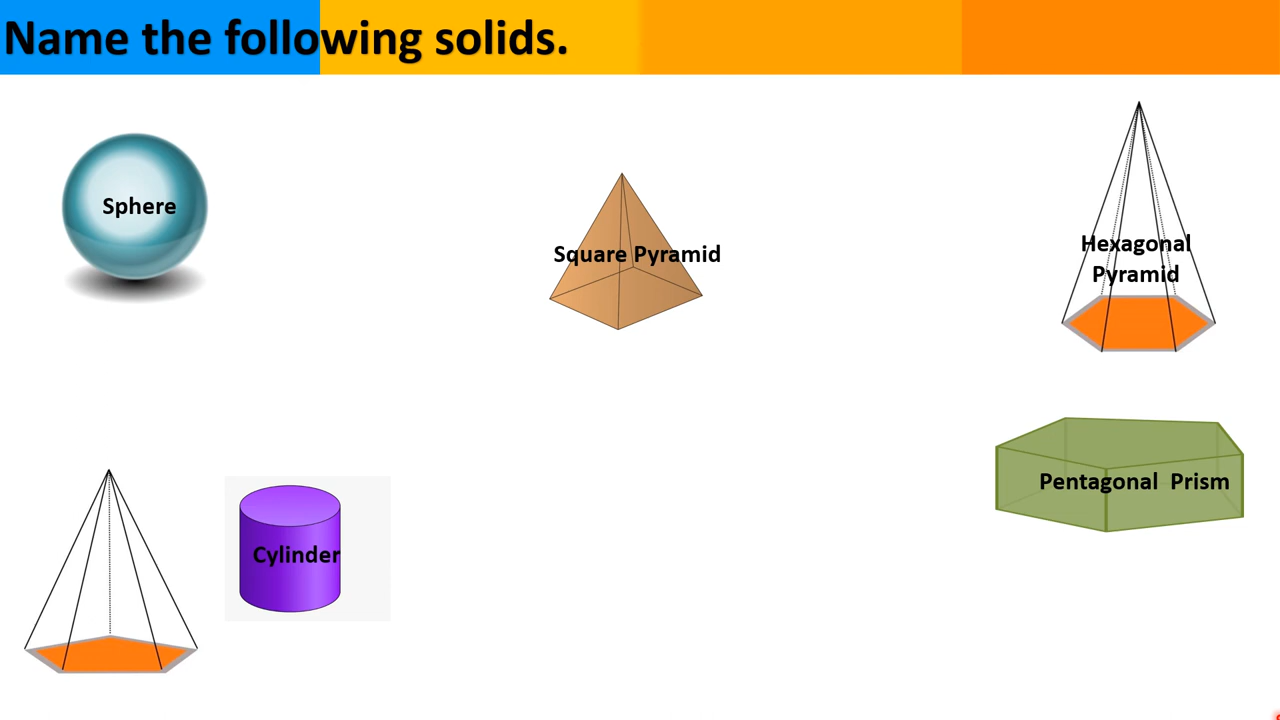 Name the following solids.
Sphere
Square Pyramid
Hexagonal
Pyramid
Pentagonal  Prism
Cylinder